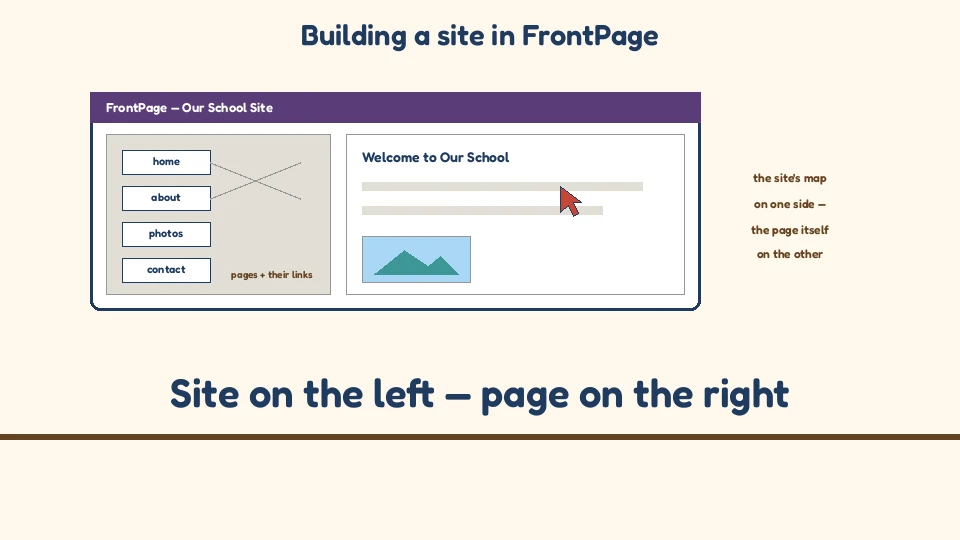 Building a site in FrontPage
FrontPage — Our School Site
home
about
photos
contact
pages + their links
Welcome to Our School
the site's map
on one side —
the page itself
on the other
Site on the left — page on the right